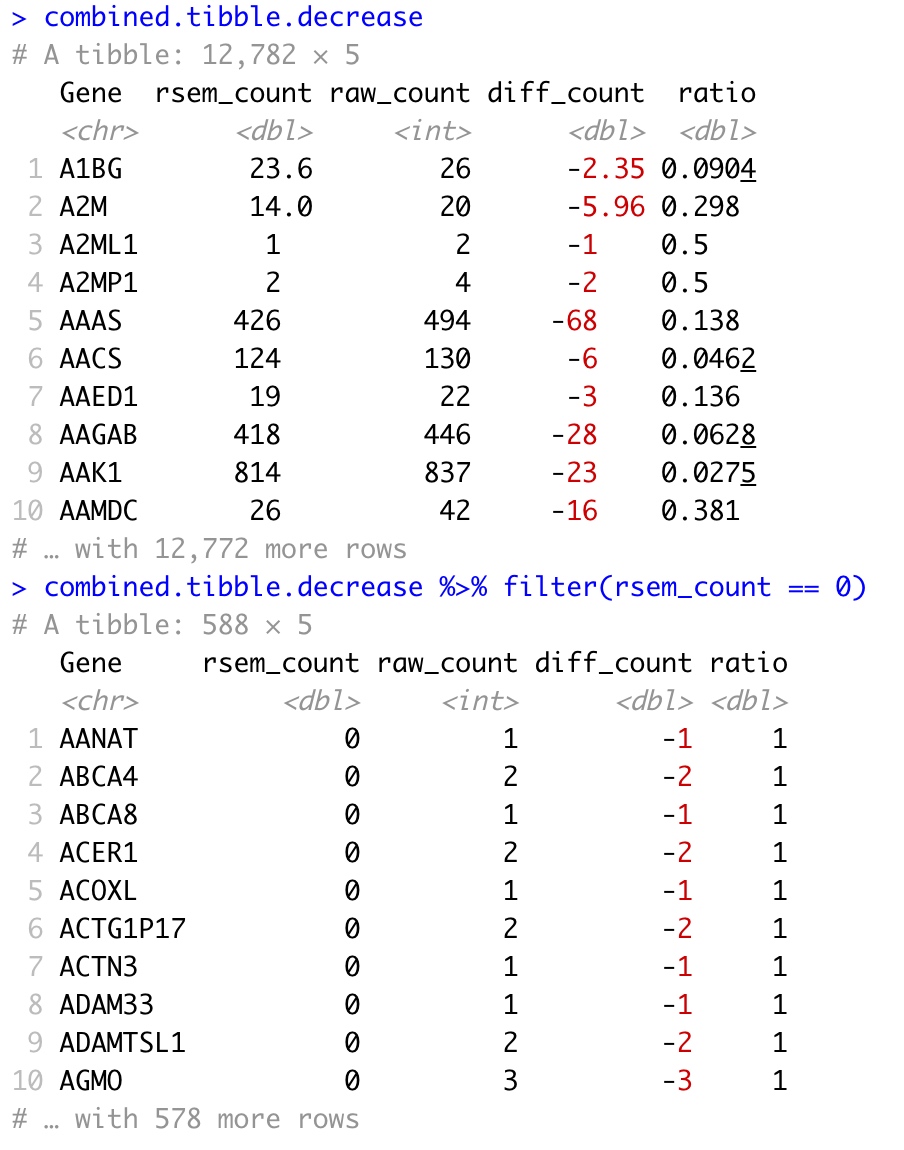 > combined.tibble.decrease
# A tibble: 12,782 × 5
Gene rsem_count raw_count diff_count ratio
<chr> <dbl> <int> <dbl> <dbl>
1 A1BG 23.6 26 -2.35 0.0904
2 A2M 14.0 20 -5.96 0.298
3 A2ML1 1 2 -1 0.5
4 A2MP1 2 4 -2 0.5
5 AAAS 426 494 -68 0.138
6 AACS 124 130 -6 0.0462
7 AAED1 19 22 -3 0.136
8 AAGAB 418 446 -28 0.0628
9 AAK1 814 837 -23 0.0275
10 AAMDC 26 42 -16 0.381
# … with 12,772 more rows
> combined.tibble.decrease %>% filter(rsem_count == 0)
# A tibble: 588 × 5
Gene rsem_count raw_count diff_count ratio
<chr> <dbl> <int> <dbl> <dbl>
1 AANAT 0 1 -1 1
2 ABCA4 0 2 -2 1
3 ABCA8 0 1 -1 1
4 ACER1 0 2 -2 1
5 ACOXL 0 1 -1 1
6 ACTG1P17 0 2 -2 1
7 ACTN3 0 1 -1 1
8 ADAM33 0 1 -1 1
9 ADAMTSL1 0 2 -2 1
10 AGMO 0 3 -3 1
# … with 578 more rows